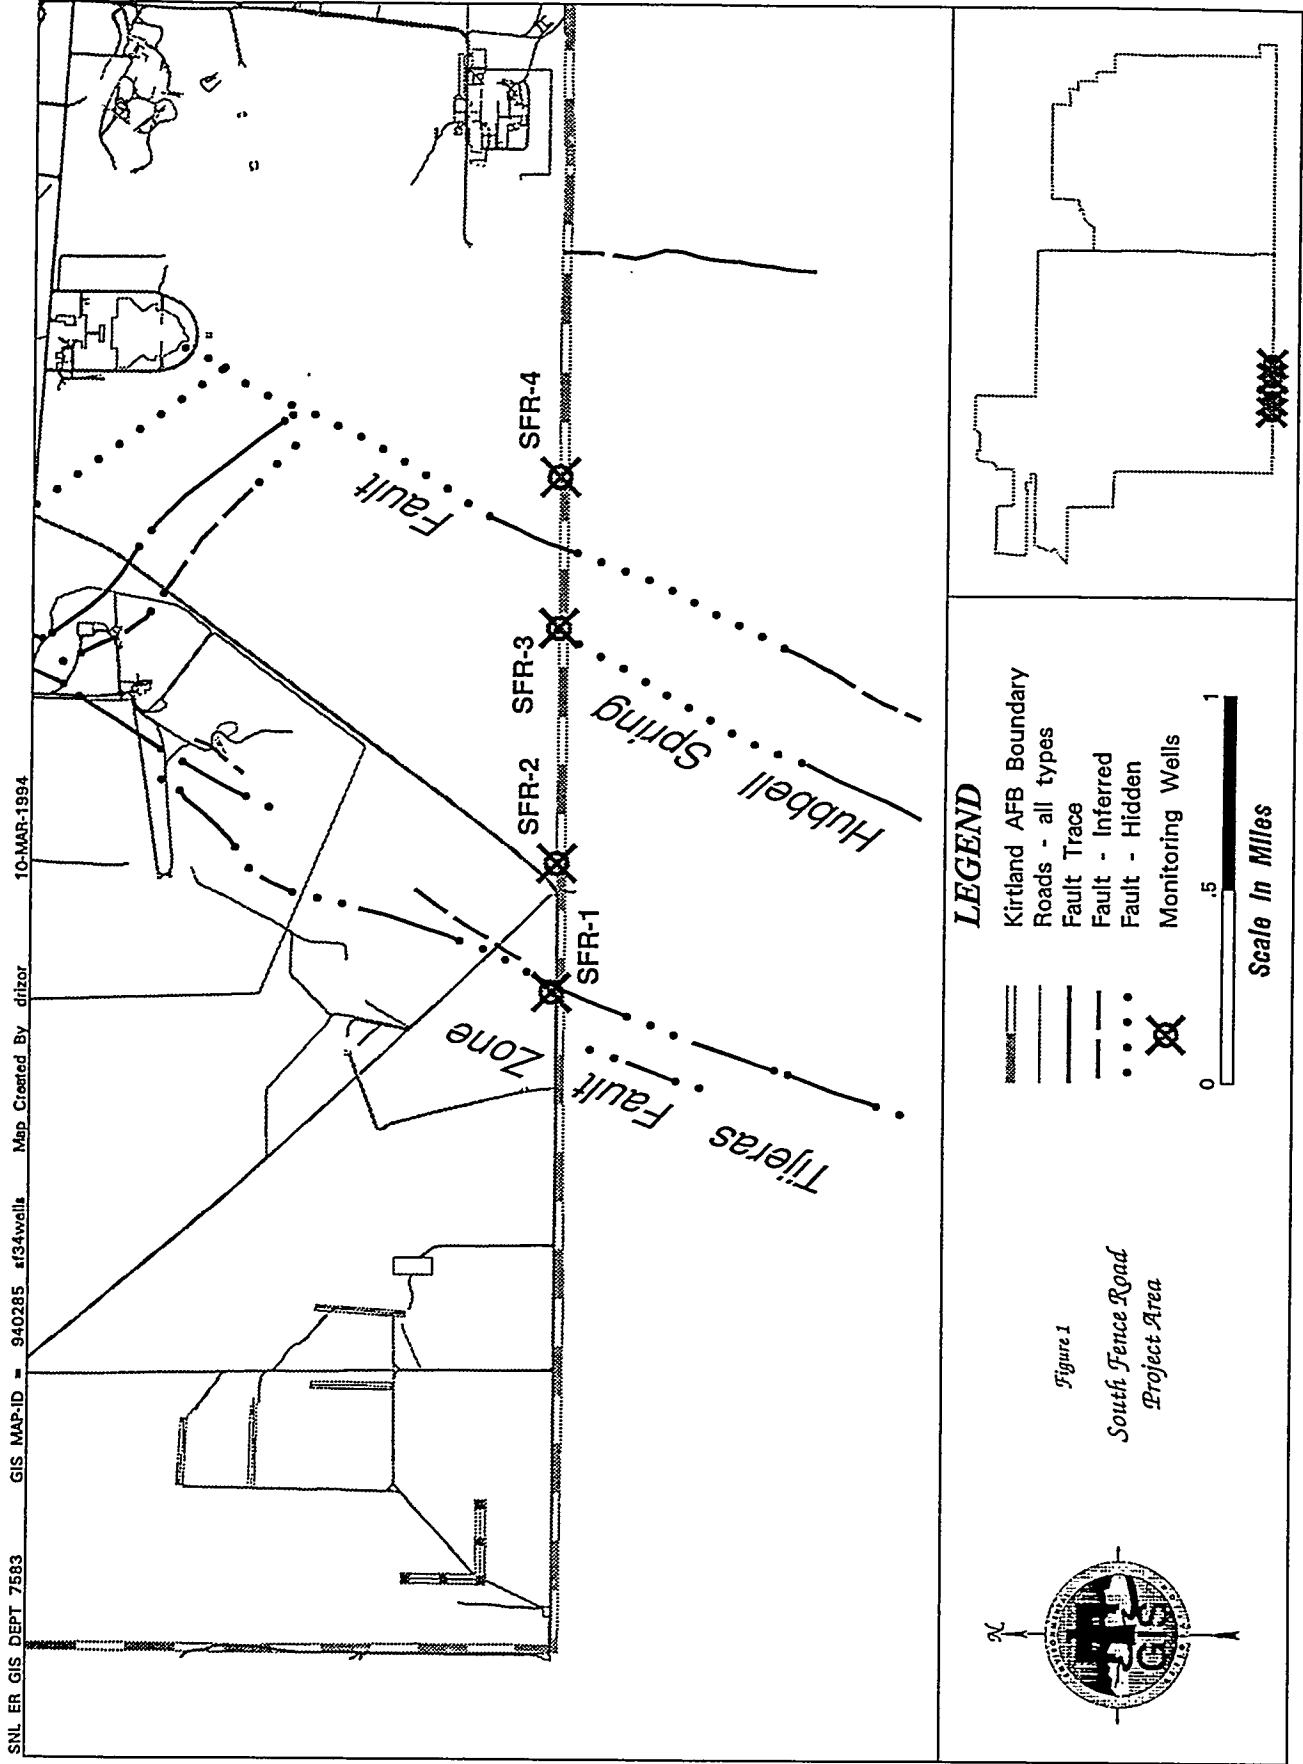 SNL ER GIS DEPT 7583 GIS MAP-ID = 940285 sf34wells Map Created By drizor 10-MAR-1994
SFR-1
SFR-2
SFR-3
SFR-4
Tijeras Fault Zone
Hubbell Spring Fault
N
SIG
Figure 1
South Fence Road
Project Area
LEGEND
Kirtland AFB Boundary
Roads - all types
Fault Trace
Fault - Inferred
Fault - Hidden
Monitoring Wells
0 .5 1
Scale In Miles